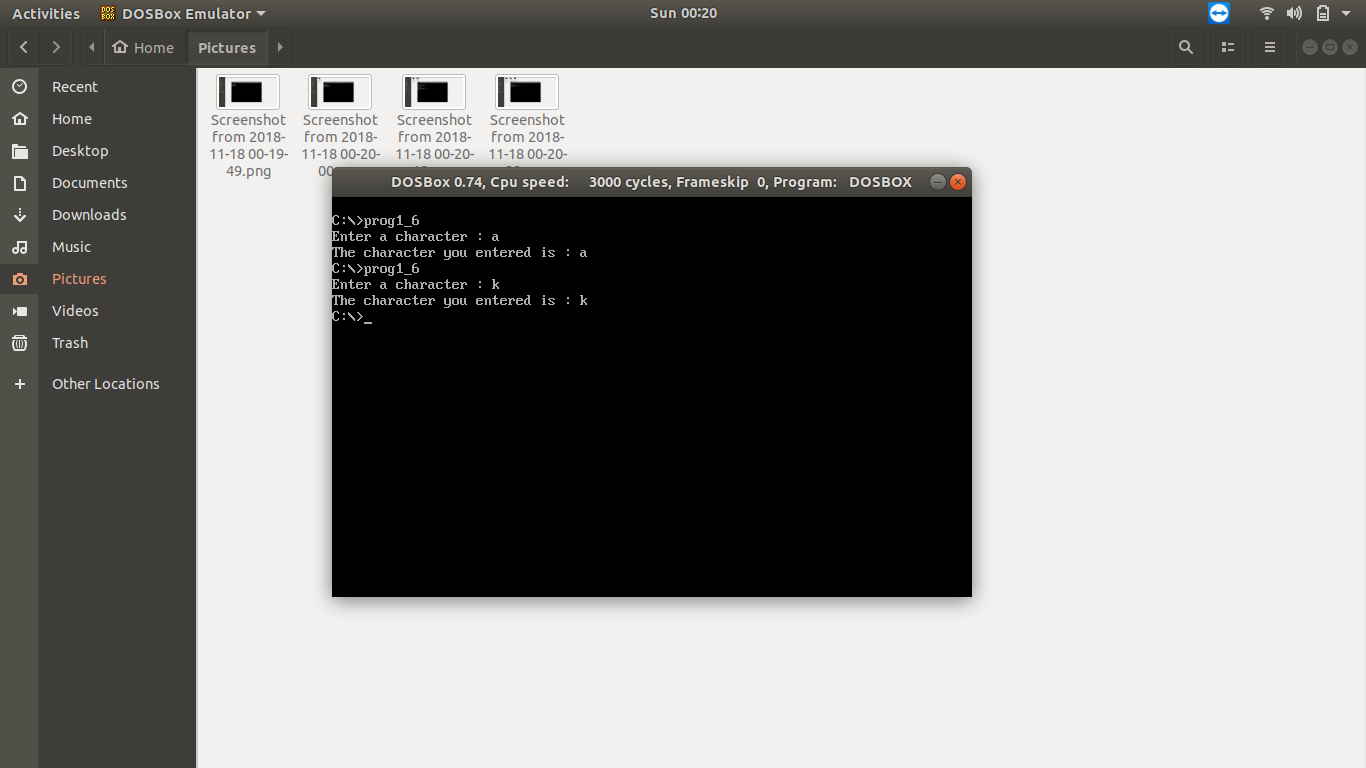 Activities DOSBox Emulator Sun 00:20
Home Pictures
Recent
Home
Desktop
Documents
Downloads
Music
Pictures
Videos
Trash
Other Locations
Screenshot
from 2018-
11-18 00-19-
49.png
Screenshot
from 2018-
11-18 00-20-
Screenshot
from 2018-
11-18 00-20-
Screenshot
from 2018-
11-18 00-20-
DOSBox 0.74, Cpu speed: 3000 cycles, Frameskip 0, Program: DOSBOX
C:\>prog1_6
Enter a character : a
The character you entered is : a
C:\>prog1_6
Enter a character : k
The character you entered is : k
C:\>_